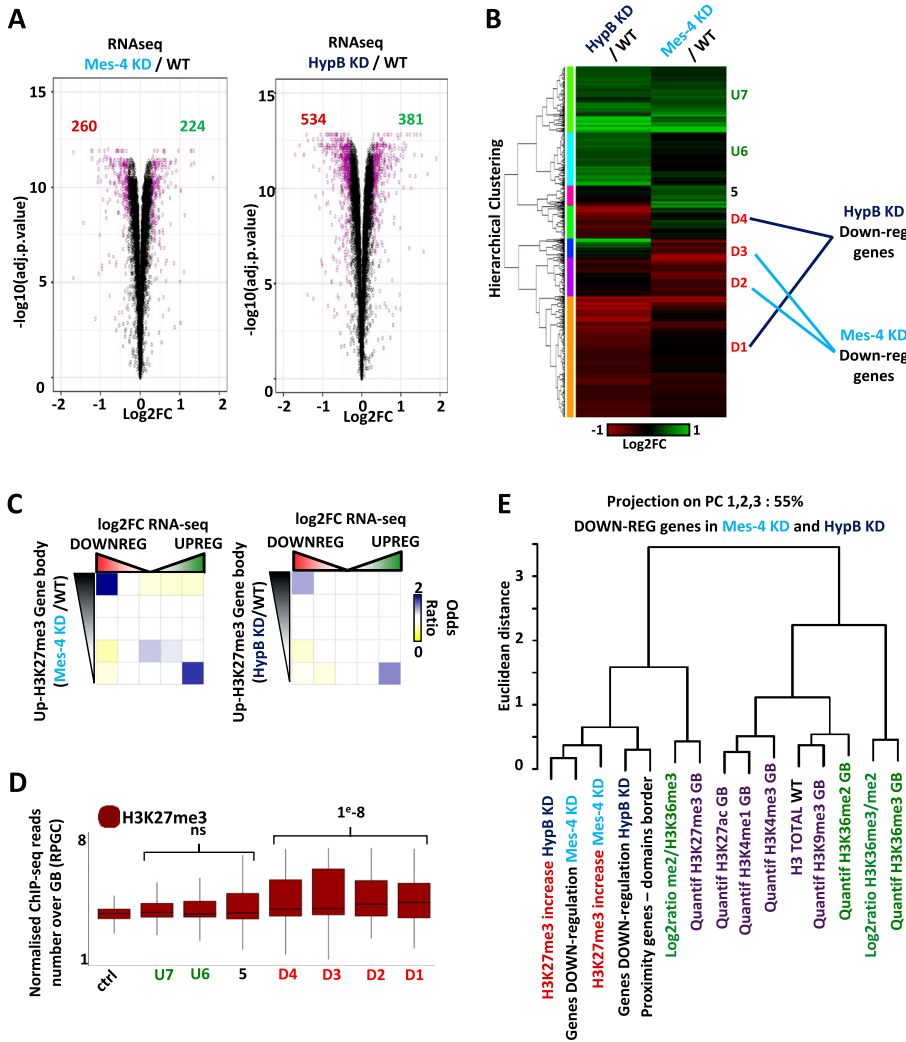 A
RNAseq
Mes-4 KD / WT
RNAseq
HypB KD / WT
-log10(adj.p.value)
15
10
5
0
260
224
-2
-1
0
1
2
Log2FC
-log10(adj.p.value)
15
10
5
0
534
381
-2
-1
0
1
2
Log2FC
B
HypB KD
/ WT
Mes-4 KD
/ WT
Hierarchical Clustering
U7
U6
5
D4
D3
D2
D1
HypB KD
Down-reg
genes
Mes-4 KD
Down-reg
genes
-1
1
Log2FC
C
log2FC RNA-seq
DOWNREG
UPREG
Up-H3K27me3 Gene body
(Mes-4 KD /WT)
log2FC RNA-seq
DOWNREG
UPREG
Up-H3K27me3 Gene body
(HypB KD/WT)
2
0
Odds
Ratio
D
H3K27me3
Normalised ChIP-seq reads
number over GB (RPGC)
8
1
ns
1e-8
ctrl
U7
U6
5
D4
D3
D2
D1
E
Projection on PC 1,2,3 : 55%
DOWN-REG genes in Mes-4 KD and HypB KD
Euclidean distance
3
2
1
0
H3K27me3 increase HypB KD
Genes DOWN-regulation Mes-4 KD
H3K27me3 increase Mes-4 KD
Genes DOWN-regulation HypB KD
Proximity genes – domains border
Log2ratio me2/H3K36me3
Quantif H3K27me3 GB
Quantif H3K27ac GB
Quantif H3K4me1 GB
Quantif H3K4me3 GB
H3 TOTAL WT
Quantif H3K9me3 GB
Quantif H3K36me2 GB
Log2ratio H3K36me3/me2
Quantif H3K36me3 GB